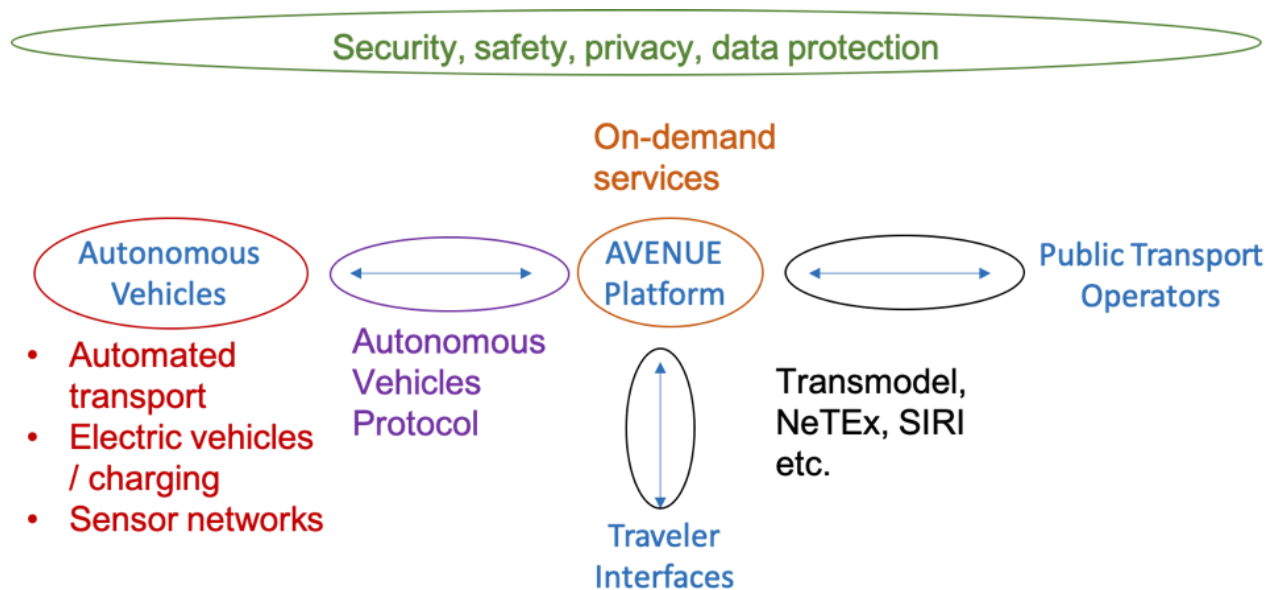 Security, safety, privacy, data protection
On-demand
services
Autonomous
Vehicles
AVENUE
Platform
Public Transport
Operators
• Automated
transport
• Electric vehicles
/ charging
• Sensor networks
Autonomous
Vehicles
Protocol
Transmodel,
NeTEx, SIRI
etc.
Traveler
Interfaces